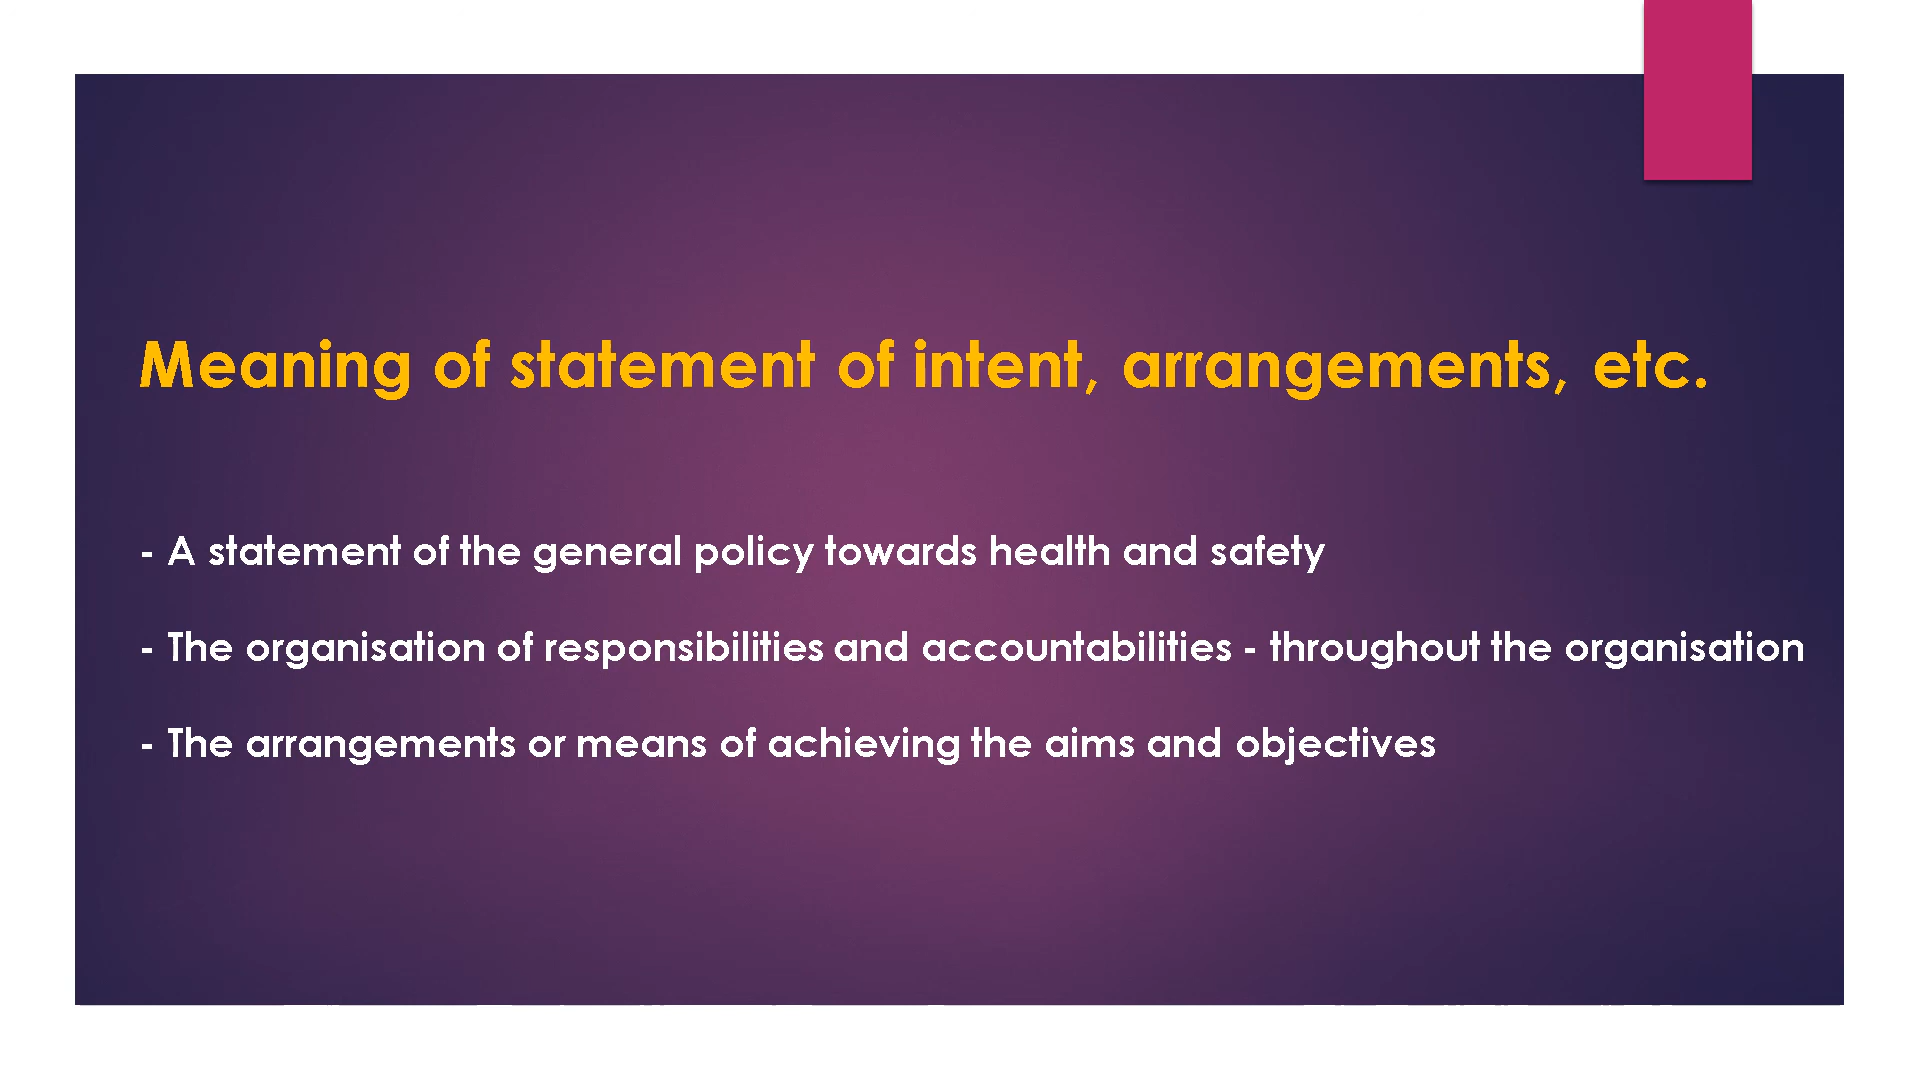 Meaning of statement of intent, arrangements, etc.
- A statement of the general policy towards health and safety
- The organisation of responsibilities and accountabilities - throughout the organisation
- The arrangements or means of achieving the aims and objectives